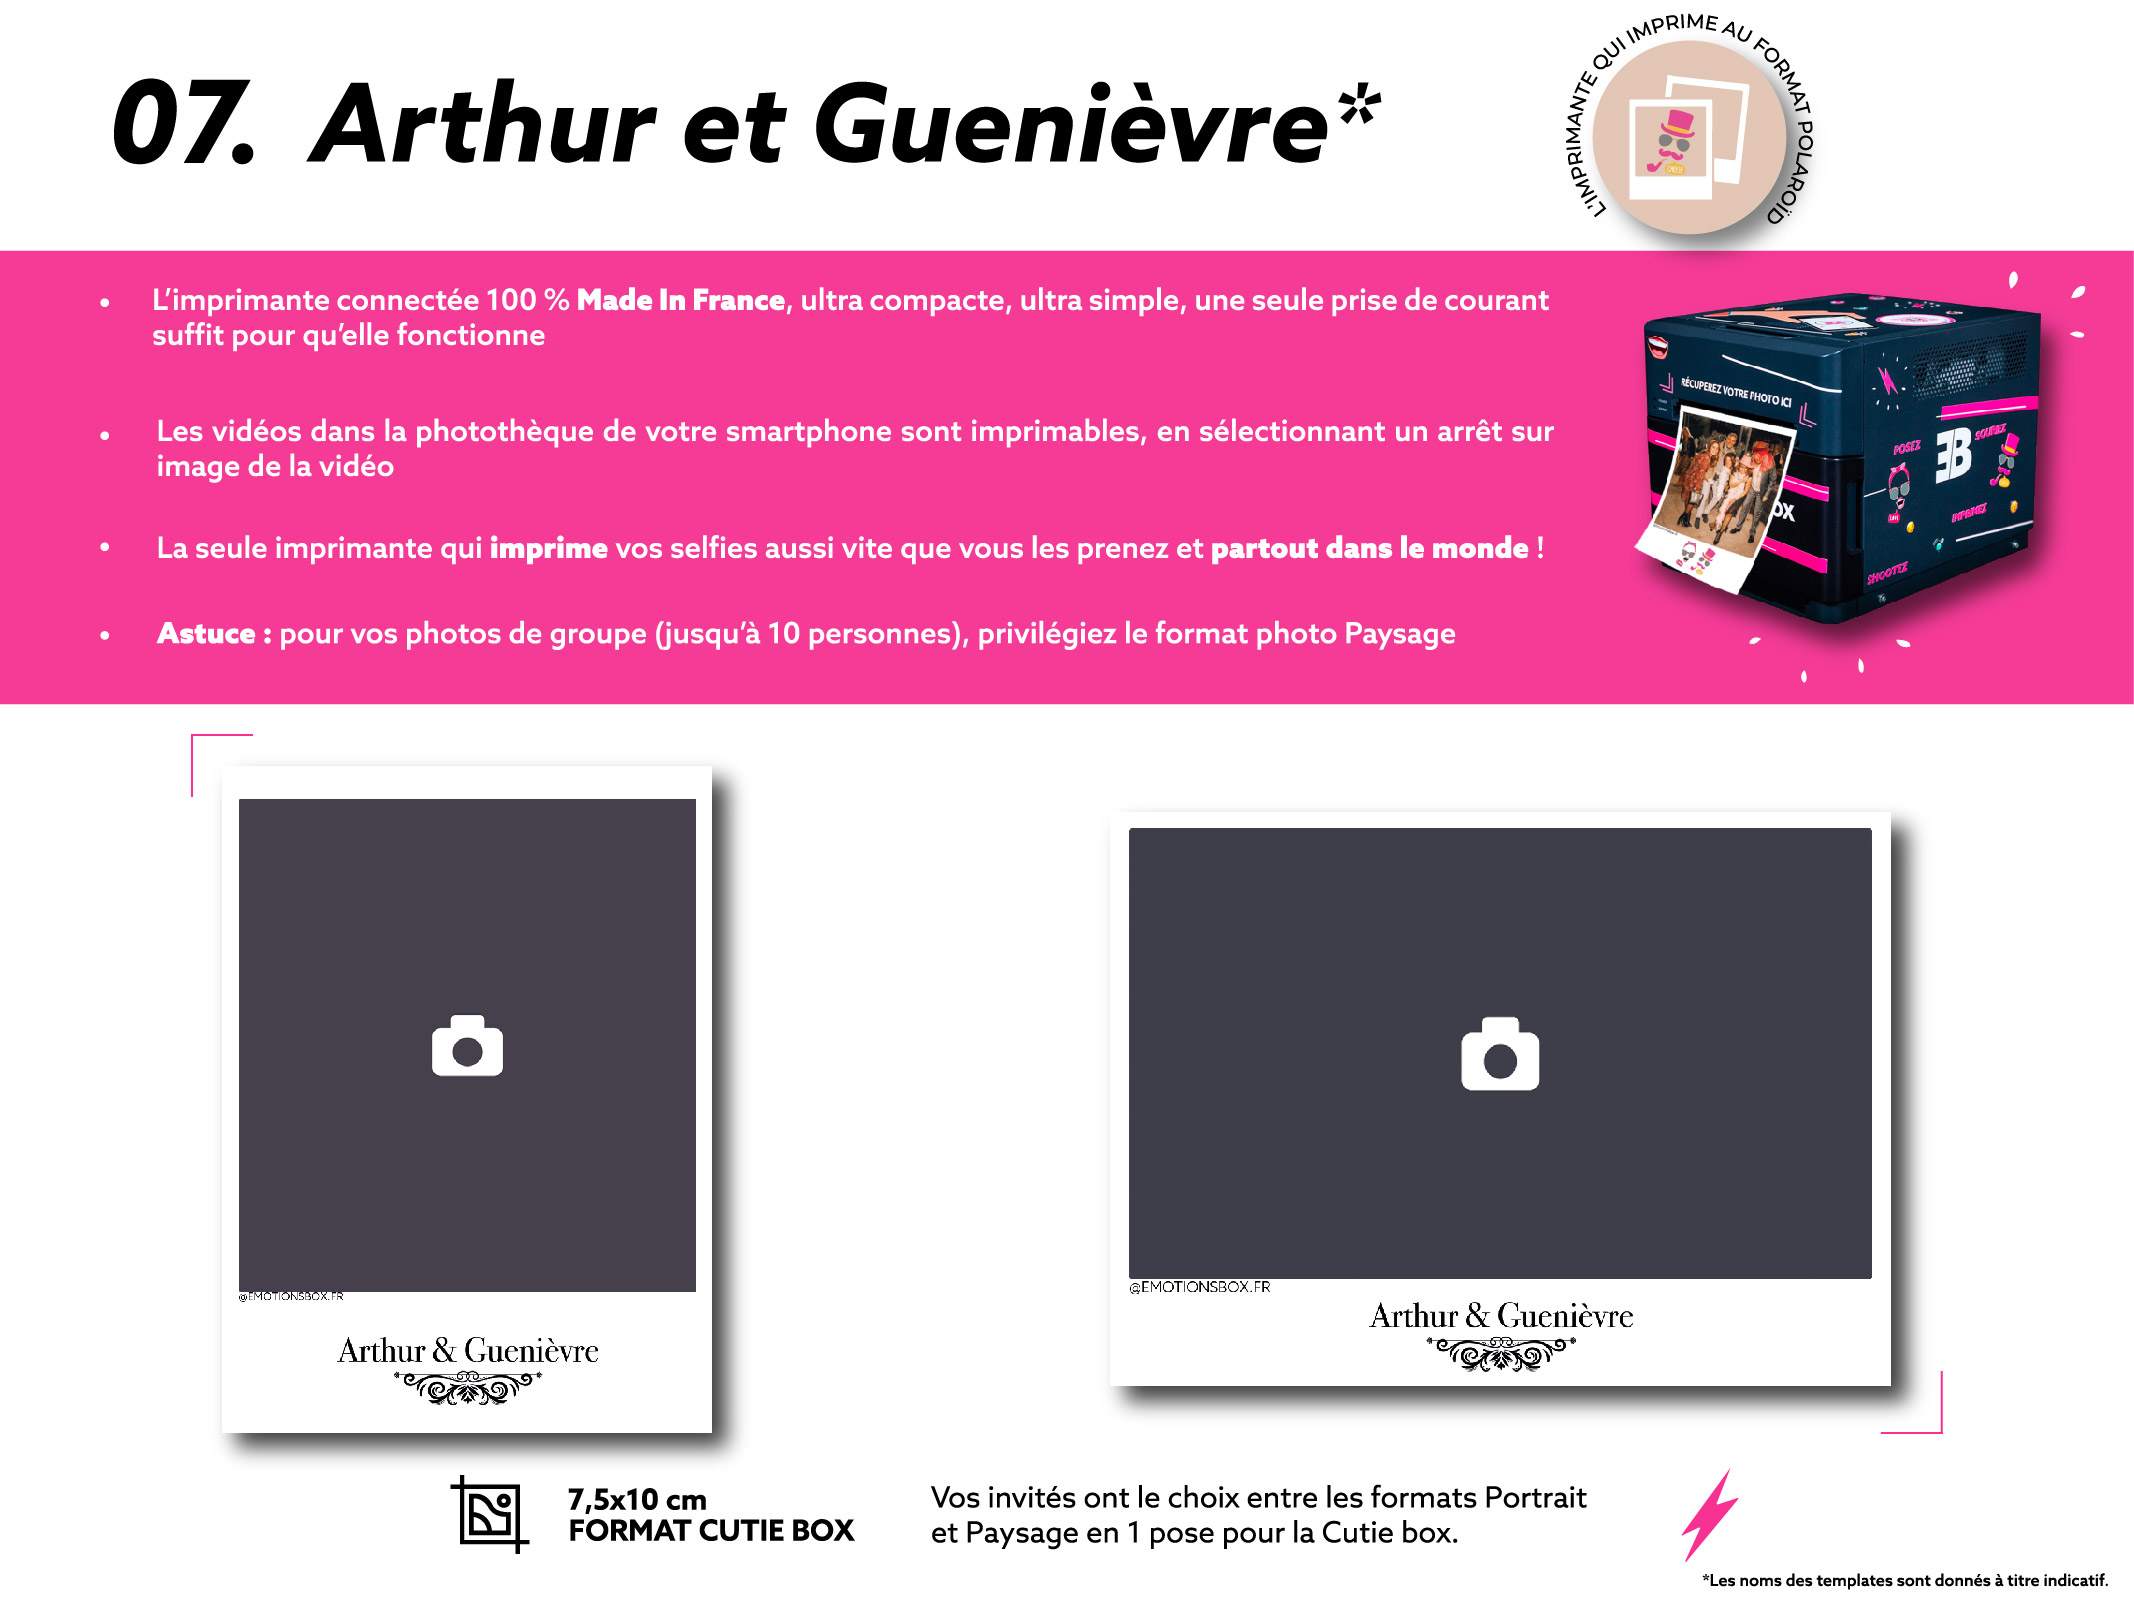 07. Arthur et Guenièvre*
L'IMPRIMANTE QUI IMPRIME AU FORMAT POLAROÏD
• L'imprimante connectée 100 % Made In France, ultra compacte, ultra simple, une seule prise de courant
suffit pour qu'elle fonctionne
• Les vidéos dans la photothèque de votre smartphone sont imprimables, en sélectionnant un arrêt sur
image de la vidéo
• La seule imprimante qui imprime vos selfies aussi vite que vous les prenez et partout dans le monde !
• Astuce : pour vos photos de groupe (jusqu'à 10 personnes), privilégiez le format photo Paysage
RÉCUPEREZ VOTRE PHOTO ICI
POSEZ
SOURIEZ
EB
IMPRIMEZ
SHOOTEZ
OX
@EMOTIONSBOX.FR
Arthur & Guenièvre
@EMOTIONSBOX.FR
Arthur & Guenièvre
7,5x10 cm
FORMAT CUTIE BOX
Vos invités ont le choix entre les formats Portrait
et Paysage en 1 pose pour la Cutie box.
*Les noms des templates sont donnés à titre indicatif.